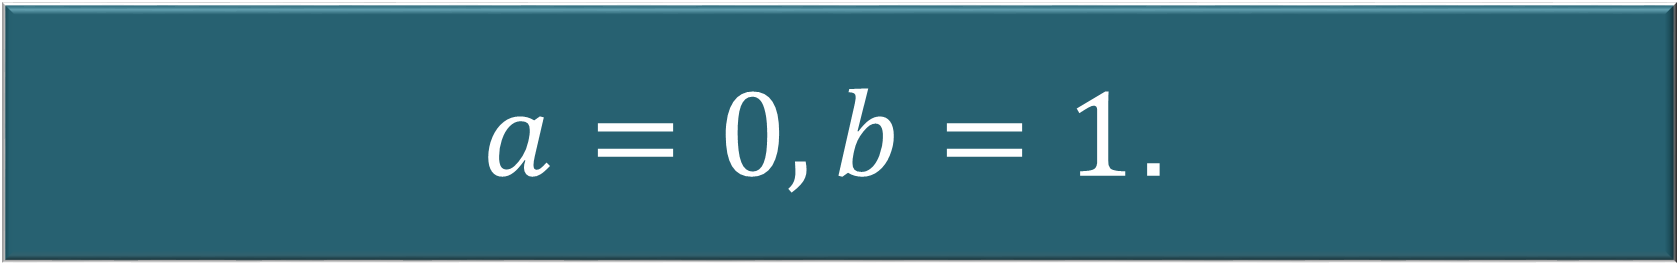 a = 0, b = 1.